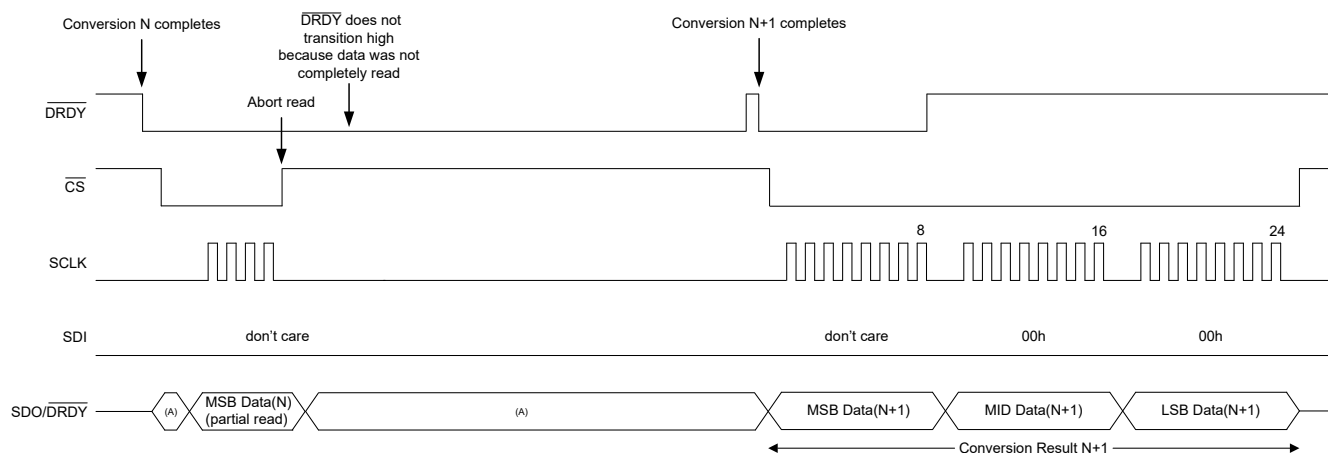 Conversion N completes
DRDY does not
transition high
because data was not
completely read
Conversion N+1 completes
Abort read
DRDY
CS
SCLK
8
16
24
SDI
don't care
don't care
00h
00h
SDO/DRDY
(A)
MSB Data(N)
(partial read)
(A)
MSB Data(N+1)
MID Data(N+1)
LSB Data(N+1)
Conversion Result N+1